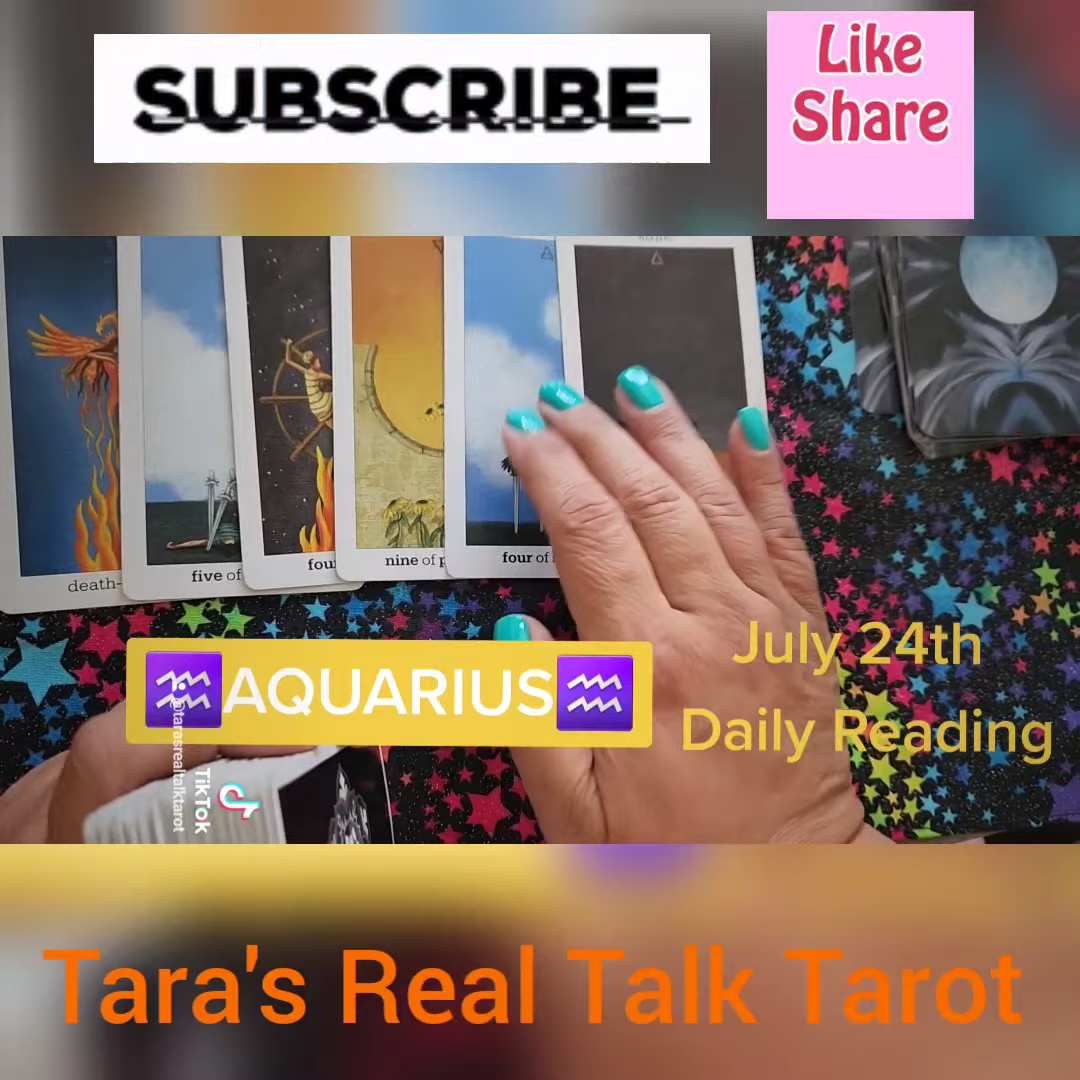 SUBSCRIBE
Like
Share
death-
five of
fou
nine of p
four of
AQUARIUS
July 24th
Daily Reading
@tarasrealtalktarot
TikTok
Tara's Real Talk Tarot